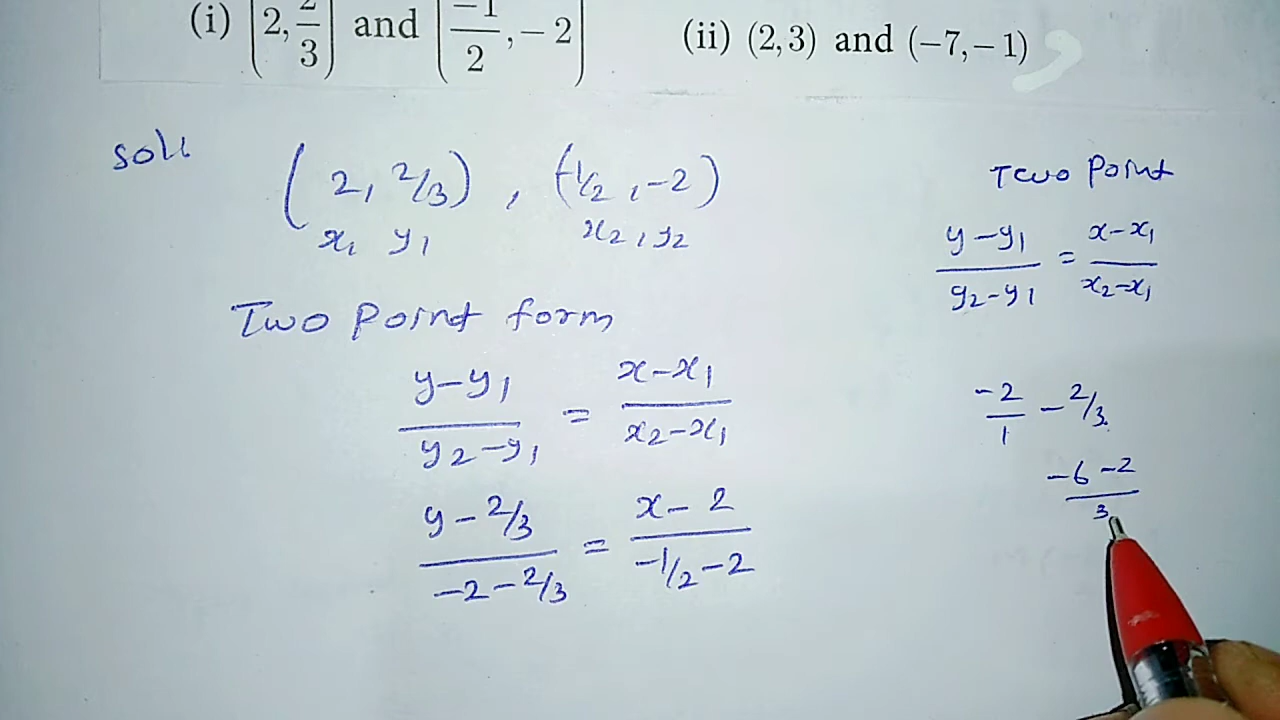 (i) (2, 2/3) and (-1/2, -2) (ii) (2,3) and (-7,-1)
soln
(2, 2/3) , (-1/2, -2)
x₁ y₁ x₂, y₂
Two Point form
(y-y₁)/(y₂-y₁) = (x-x₁)/(x₂-x₁)
(y-2/3)/(-2-2/3) = (x-2)/(-1/2-2)
Two Point
(y-y₁)/(y₂-y₁) = (x-x₁)/(x₂-x₁)
-2/1 - 2/3
(-6-2)/3